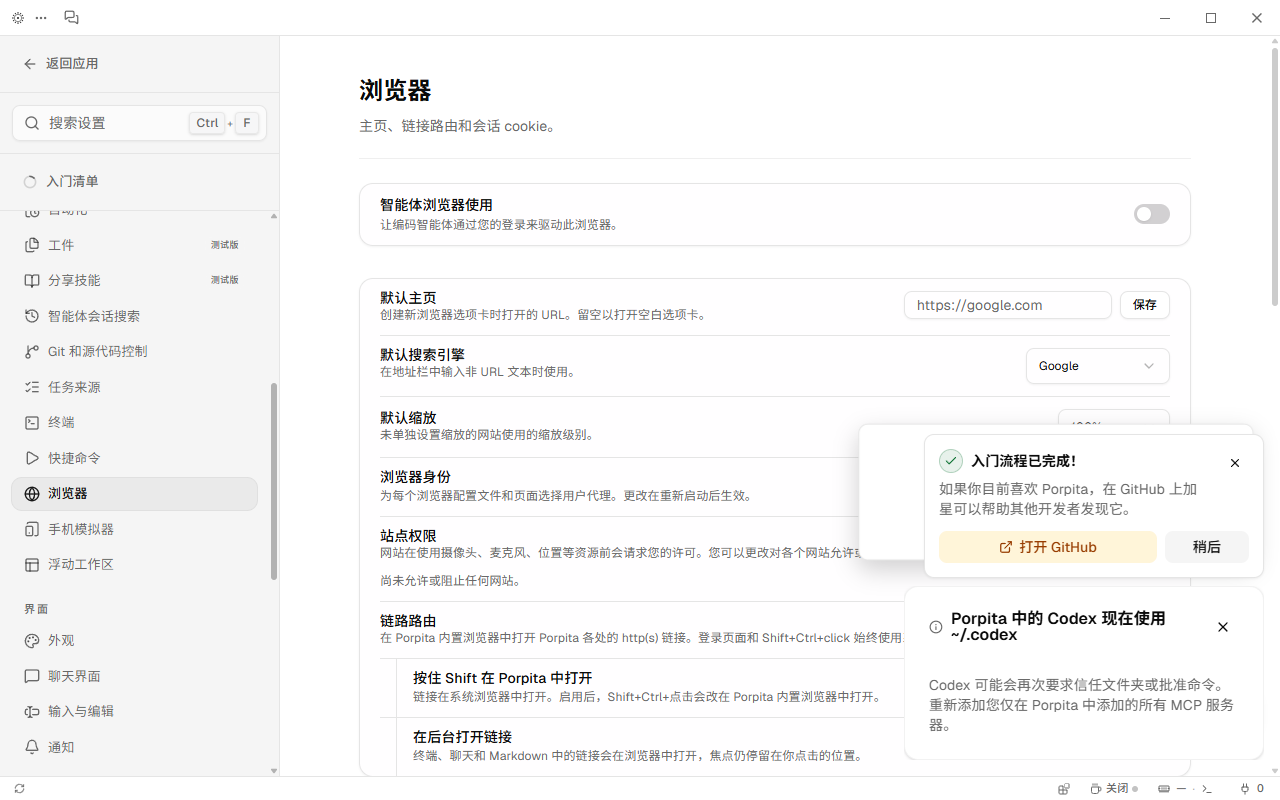 返回应用
搜索设置 Ctrl + F
入门清单
自动化
工件 测试版
分享技能 测试版
智能体会话搜索
Git 和源代码控制
任务来源
终端
快捷命令
浏览器
手机模拟器
浮动工作区
界面
外观
聊天界面
输入与编辑
通知
浏览器
主页、链接路由和会话 cookie。
智能体浏览器使用
让编码智能体通过您的登录来驱动此浏览器。
默认主页
创建新浏览器选项卡时打开的 URL。留空以打开空白选项卡。
https://google.com 保存
默认搜索引擎
在地址栏中输入非 URL 文本时使用。
Google
默认缩放
未单独设置缩放的网站使用的缩放级别。
浏览器身份
为每个浏览器配置文件和页面选择用户代理。更改在重新启动后生效。
站点权限
网站在使用摄像头、麦克风、位置等资源前会请求您的许可。您可以更改对各个网站允许
尚未允许或阻止任何网站。
链路路由
在 Porpita 内置浏览器中打开 Porpita 各处的 http(s) 链接。登录页面和 Shift+Ctrl+click 始终使用
按住 Shift 在 Porpita 中打开
链接在系统浏览器中打开。启用后，Shift+Ctrl+点击会改在 Porpita 内置浏览器中打开。
在后台打开链接
终端、聊天和 Markdown 中的链接会在浏览器中打开，焦点仍停留在你点击的位置。
入门流程已完成！
如果你目前喜欢 Porpita，在 GitHub 上加
星可以帮助其他开发者发现它。
打开 GitHub 稍后
Porpita 中的 Codex 现在使用
~/.codex
Codex 可能会再次要求信任文件夹或批准命令。
重新添加您仅在 Porpita 中添加的所有 MCP 服务
器。
关闭 0